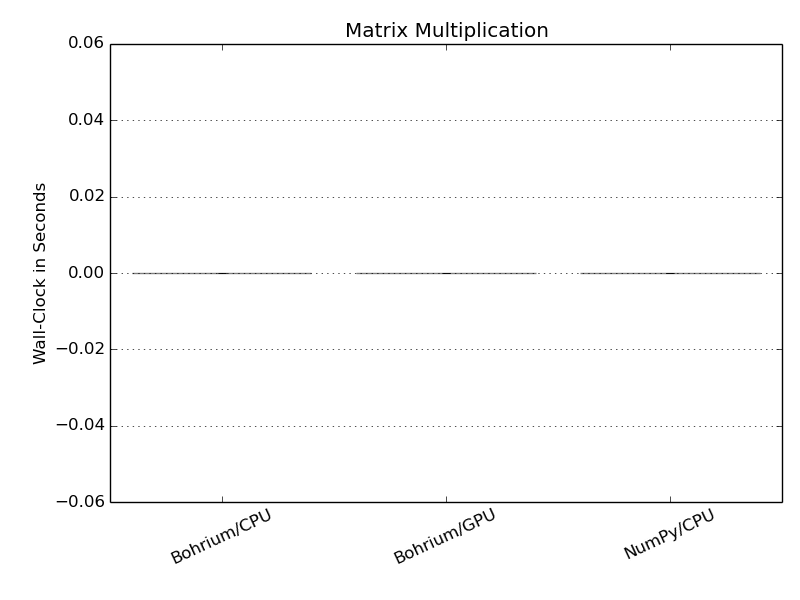 Matrix Multiplication
0.06
0.04
0.02
0.00
−0.02
−0.04
−0.06
Wall-Clock in Seconds
Bohrium/CPU
Bohrium/GPU
NumPy/CPU